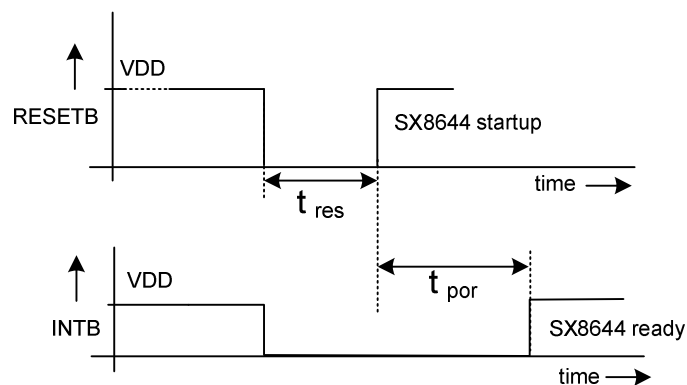 VDD
RESETB
SX8644 startup
time
t res
VDD
t por
INTB
SX8644 ready
time